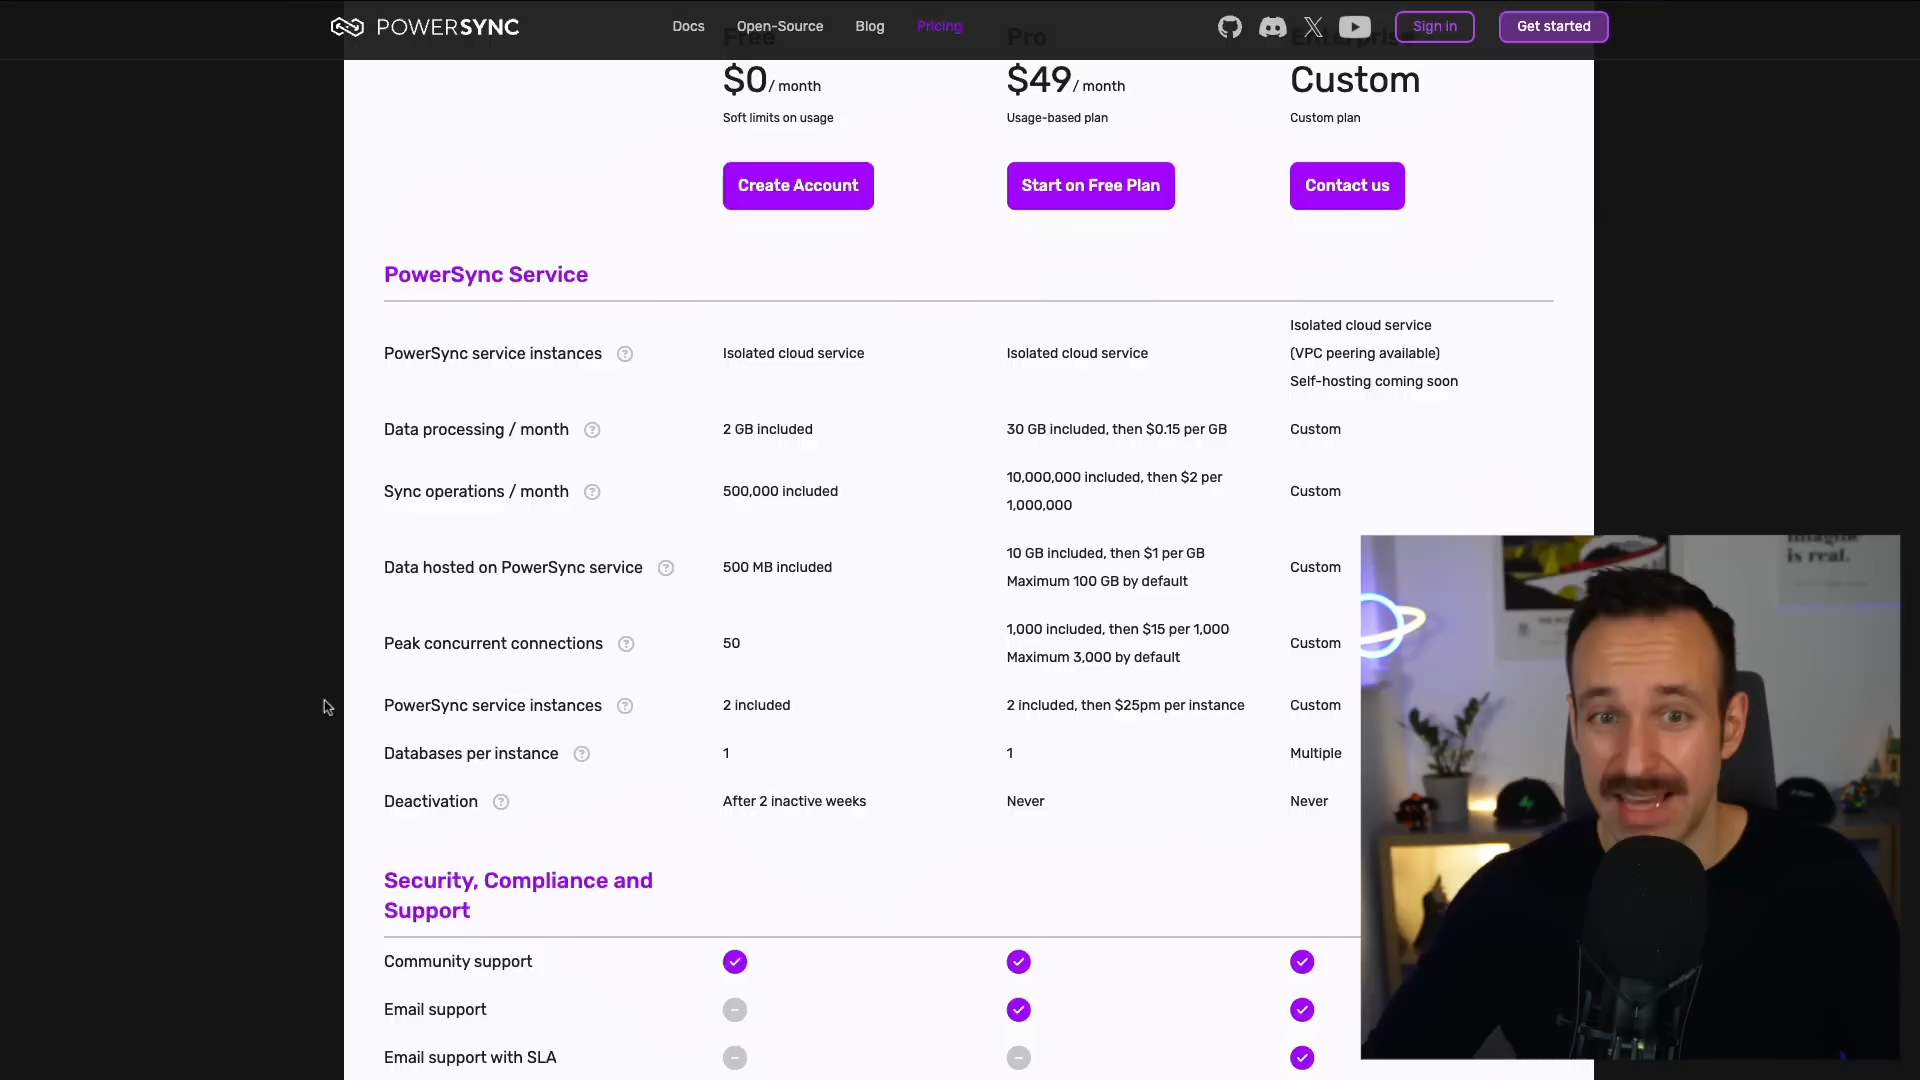 POWERSYNC
Docs
Open-Source
Blog
Pricing
Sign in
Get started
Free
Pro
Enterprise
$0 / month
$49 / month
Custom
Soft limits on usage
Usage-based plan
Custom plan
Create Account
Start on Free Plan
Contact us
PowerSync Service
PowerSync service instances ?
Isolated cloud service
Isolated cloud service
Isolated cloud service
(VPC peering available)
Self-hosting coming soon
Data processing / month ?
2 GB included
30 GB included, then $0.15 per GB
Custom
Sync operations / month ?
500,000 included
10,000,000 included, then $2 per
1,000,000
Custom
Data hosted on PowerSync service ?
500 MB included
10 GB included, then $1 per GB
Maximum 100 GB by default
Custom
Peak concurrent connections ?
50
1,000 included, then $15 per 1,000
Maximum 3,000 by default
Custom
PowerSync service instances ?
2 included
2 included, then $25pm per instance
Custom
Databases per instance ?
1
1
Multiple
Deactivation ?
After 2 inactive weeks
Never
Never
Security, Compliance and
Support
Community support
Email support
Email support with SLA
imagine
is real.